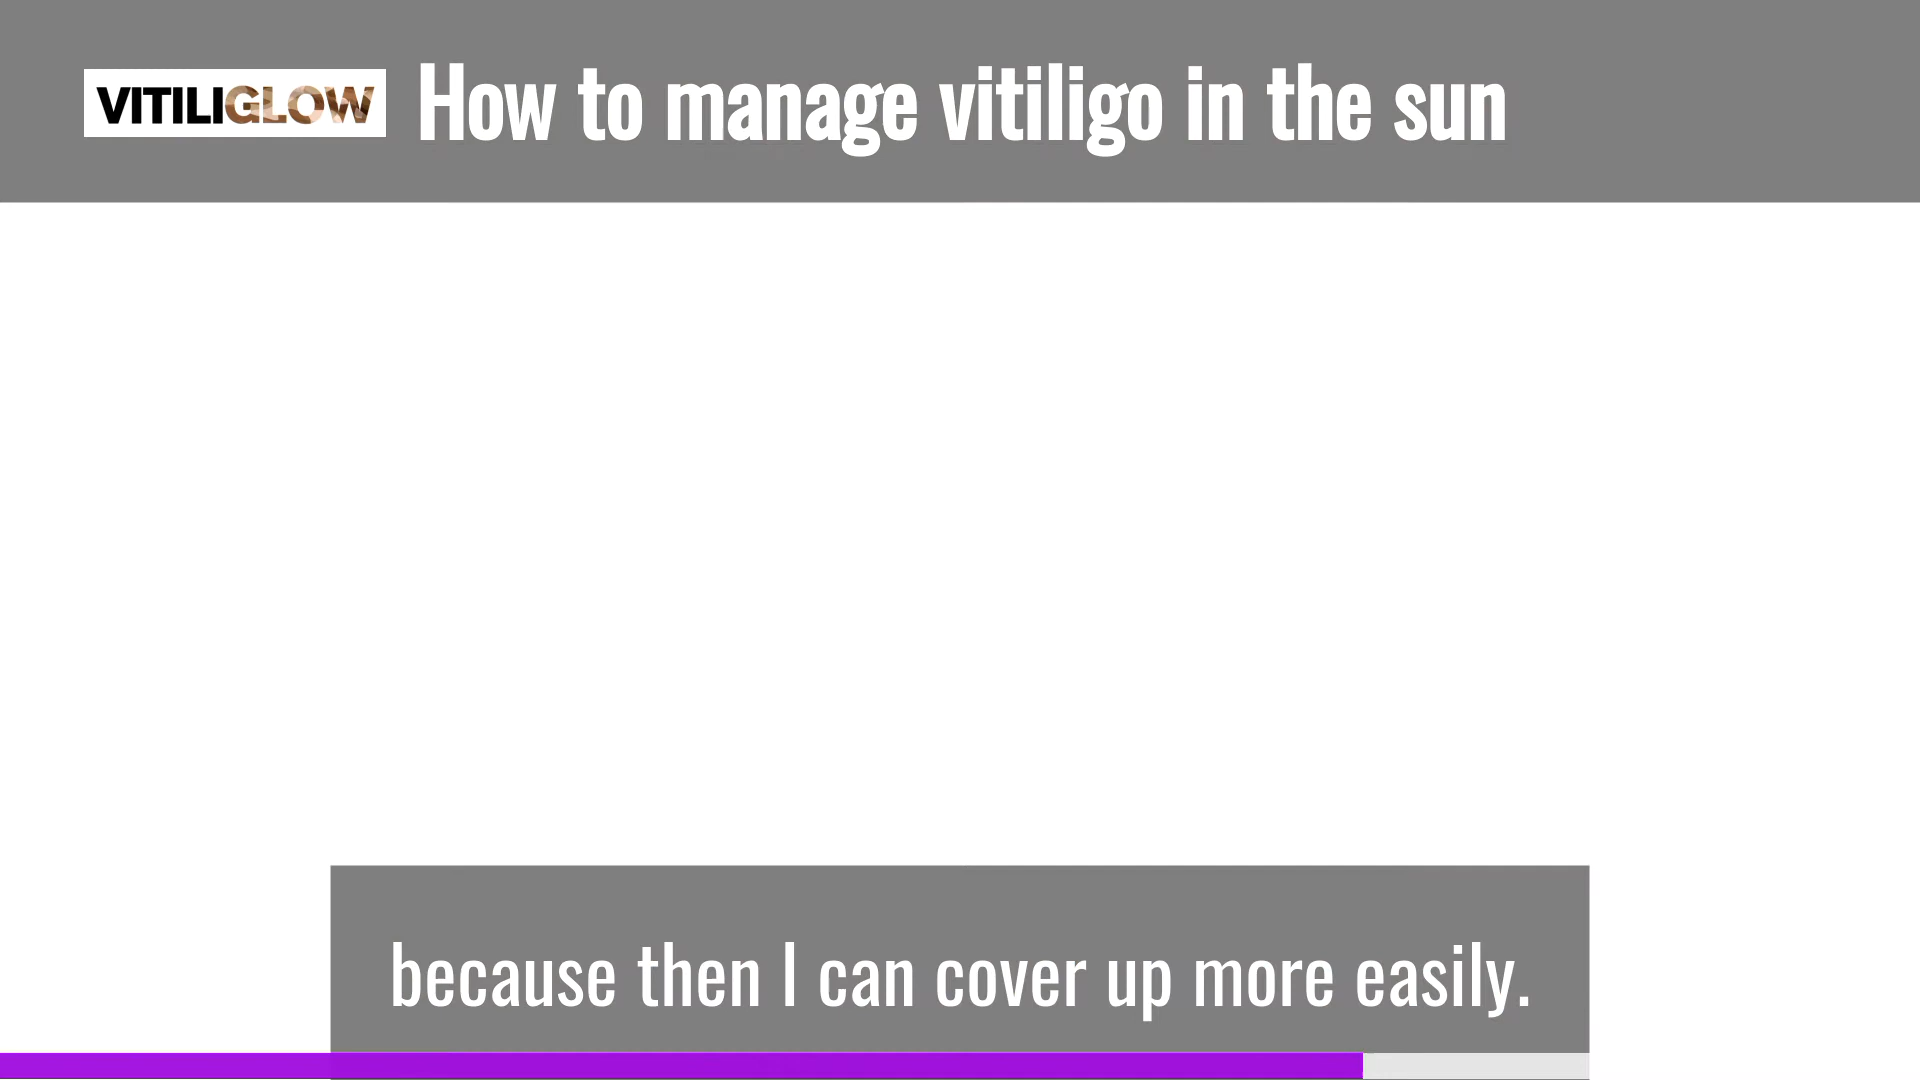 VITILIGLOW How to manage vitiligo in the sun
because then I can cover up more easily.